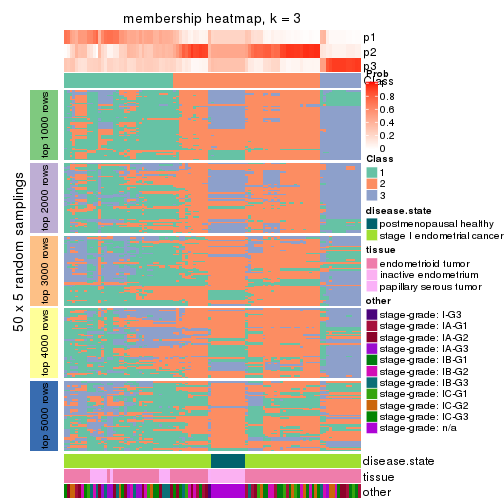 membership heatmap, k = 3
p1
p2
p3
Class
50 x 5 random samplings
top 1000 rows
top 2000 rows
top 3000 rows
top 4000 rows
top 5000 rows
disease.state
tissue
other
Prob
0.8
0.6
0.4
0.2
0
Class
1
2
3
disease.state
postmenopausal healthy
stage I endometrial cancer
tissue
endometrioid tumor
inactive endometrium
papillary serous tumor
other
stage-grade: I-G3
stage-grade: IA-G1
stage-grade: IA-G2
stage-grade: IA-G3
stage-grade: IB-G1
stage-grade: IB-G2
stage-grade: IB-G3
stage-grade: IC-G1
stage-grade: IC-G2
stage-grade: IC-G3
stage-grade: n/a